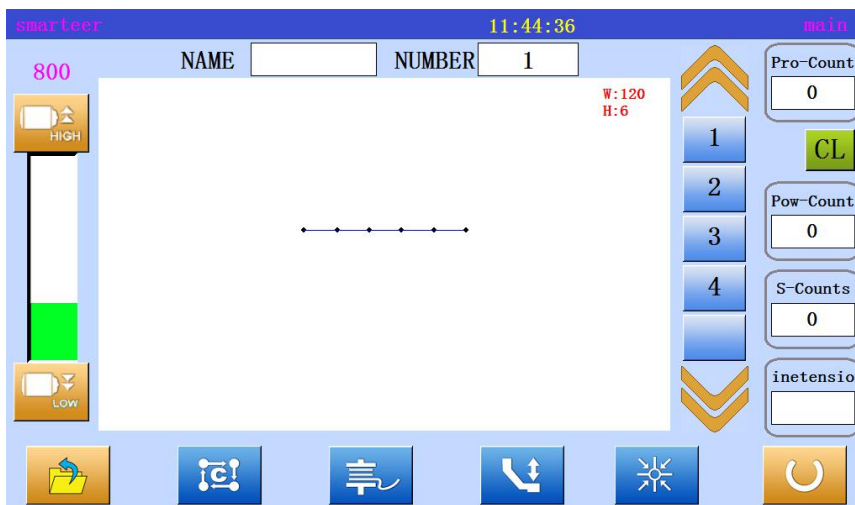 smarteer 11:44:36 main
800 NAME NUMBER 1
W:120
H:6
HIGH
LOW
1
2
3
4
Pro-Count
0
CL
Pow-Count
0
S-Counts
0
inetensio
C